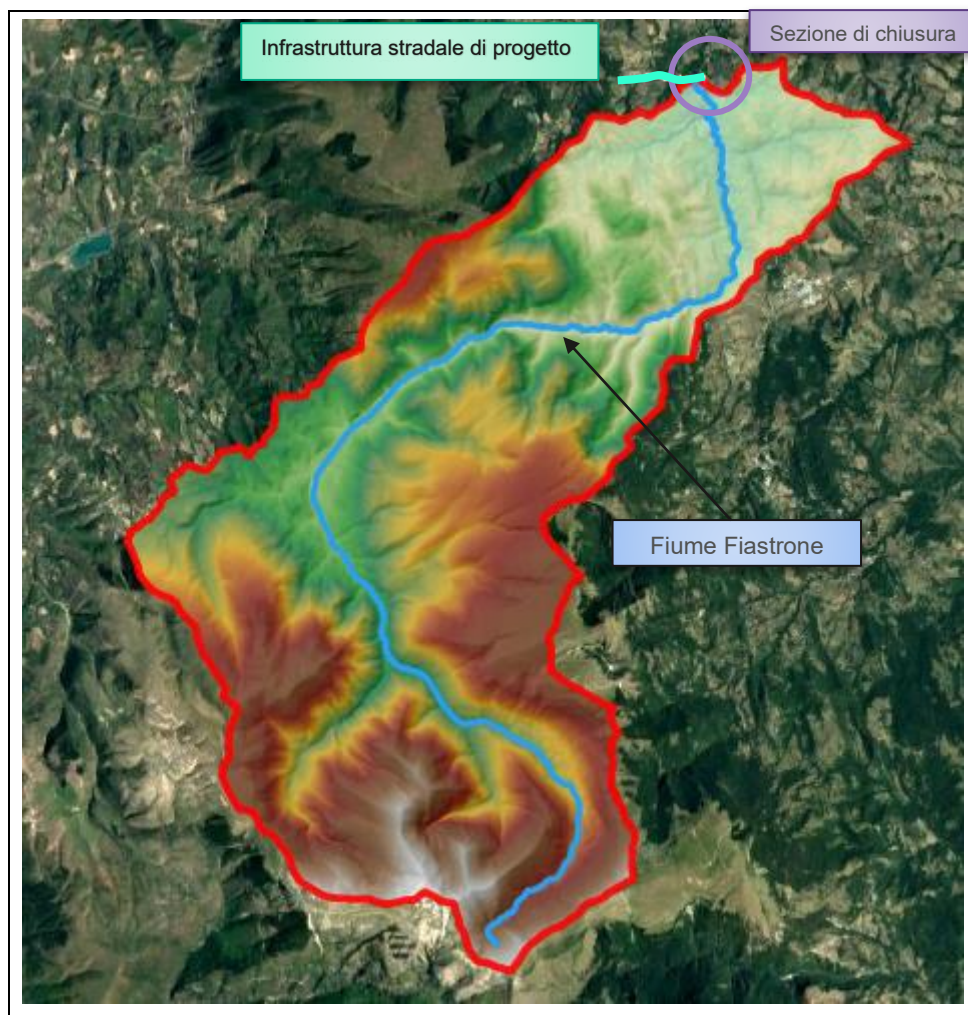 Infrastruttura stradale di progetto
Sezione di chiusura
Fiume Fiastrone